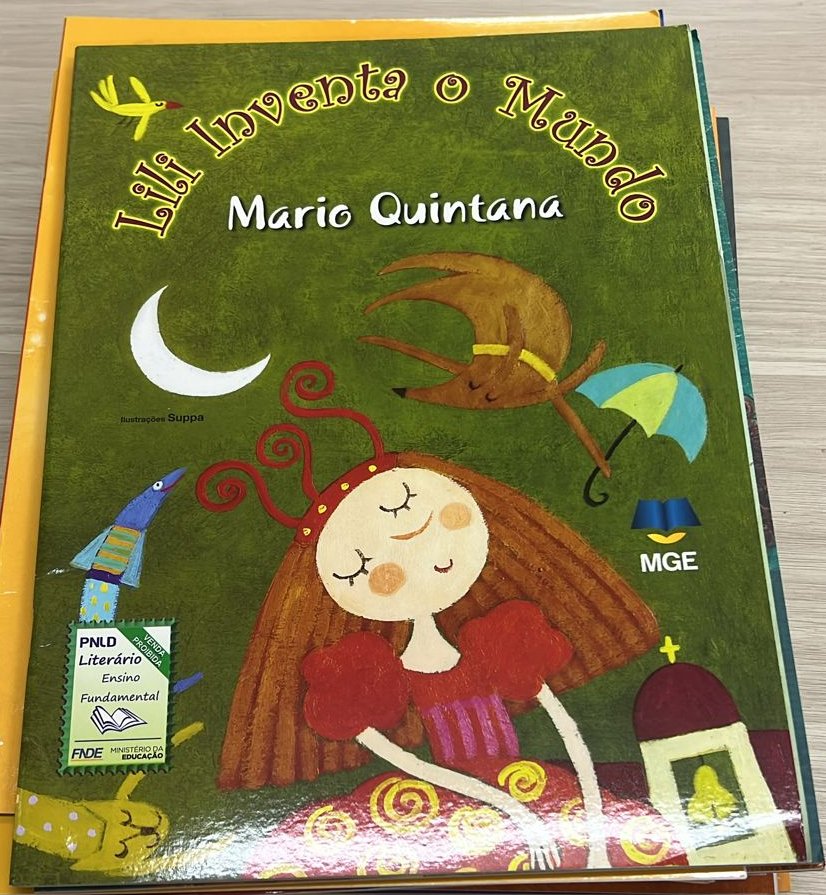 Lili Inventa o Mundo
Mario Quintana
Ilustrações Suppa
MGE
PNLD
Literário
Ensino
Fundamental
VENDA
PROIBIDA
FNDE
MINISTÉRIO DA
EDUCAÇÃO